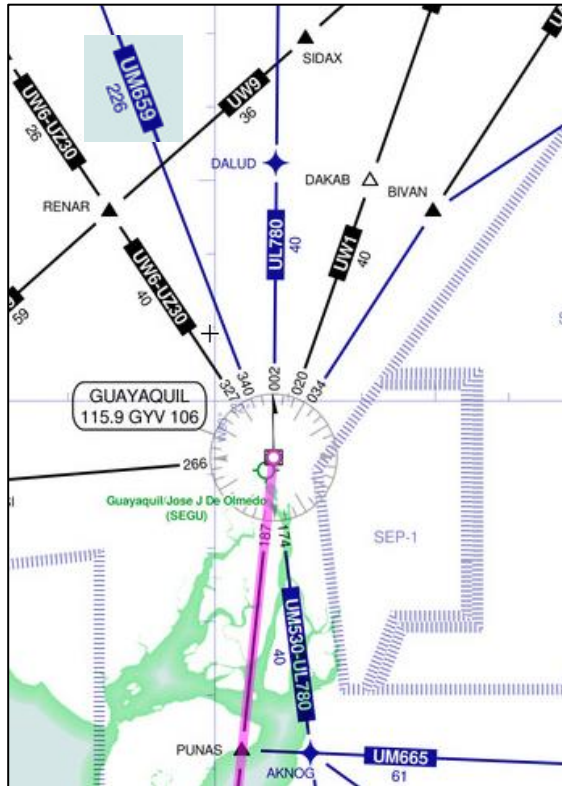 SIDAX
UM659
226
UW9
36
UW6-UZ30
26
DALUD
DAKAB
BIVAN
RENAR
UL780
40
UW1
40
UW6-UZ30
40
59
327
340
002
020
034
GUAYAQUIL
115.9 GYV 106
266
Guayaquil/Jose J De Olmedo
(SEGU)
187
174
SEP-1
UM530-UL780
40
PUNAS
AKNOG
UM665
61